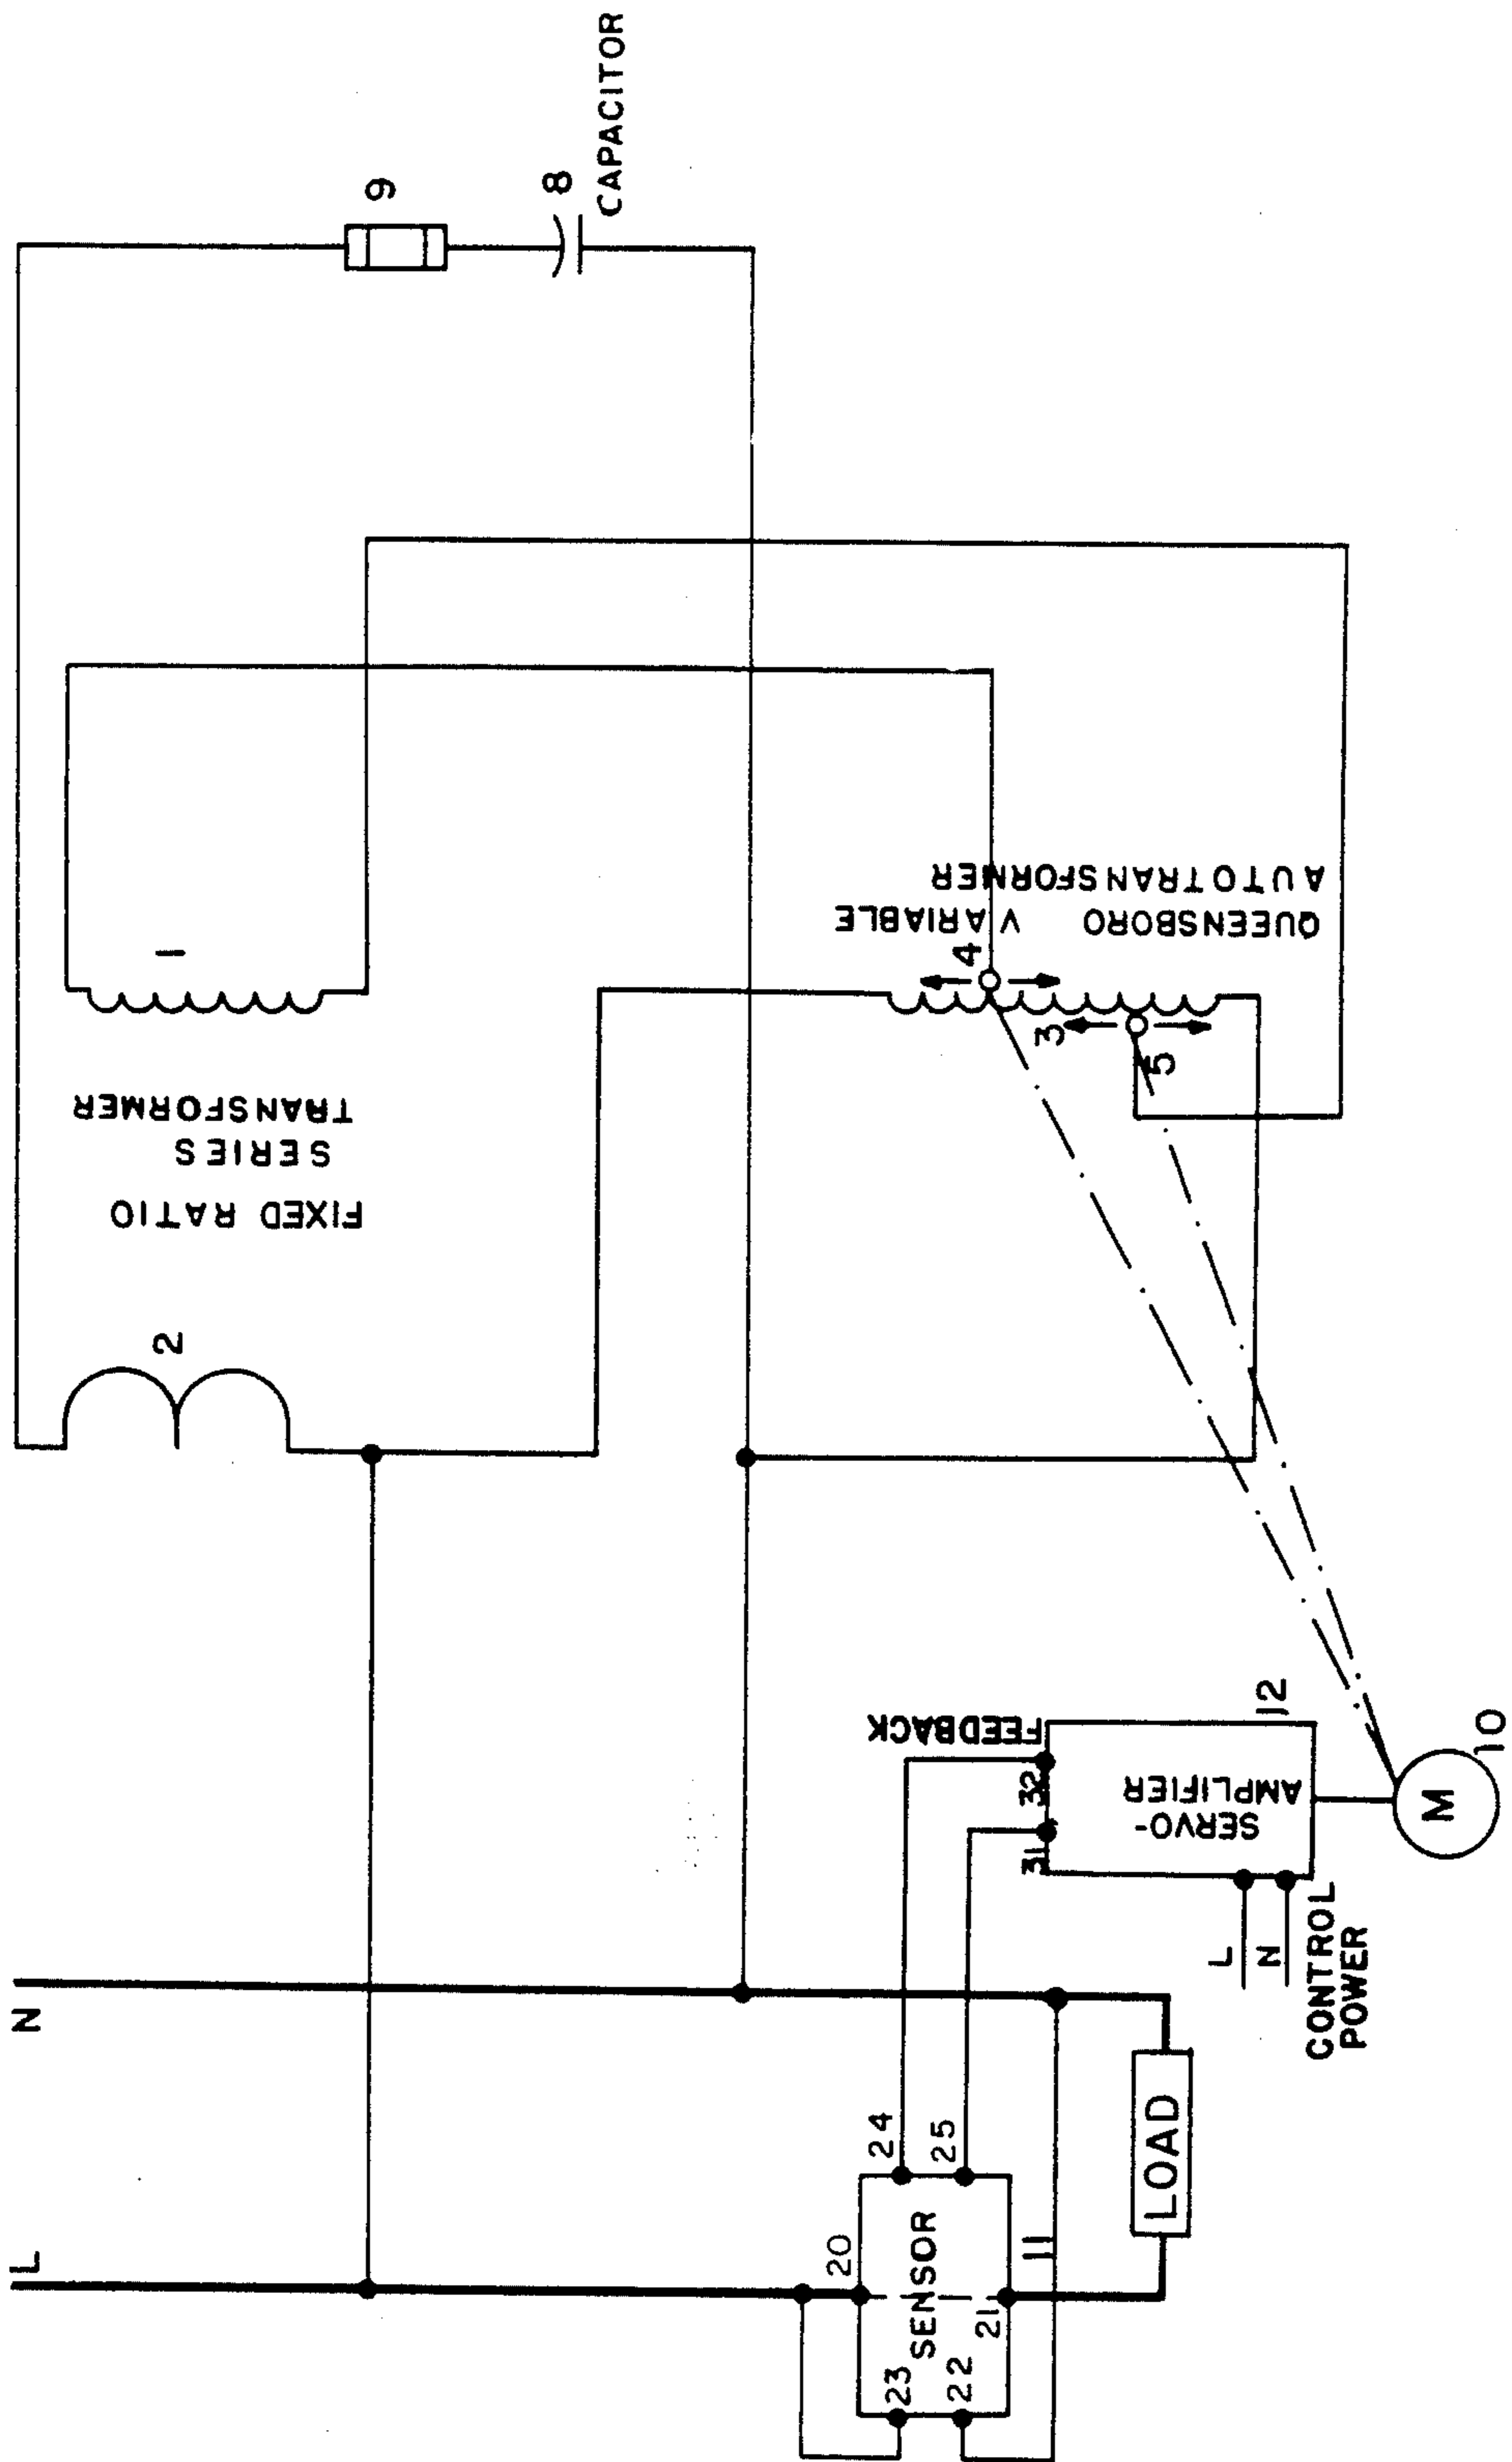 L
N
2
FIXED RATIO
SERIES
TRANSFORMER
1
9
8
CAPACITOR
QUEENSBORO VARIABLE
AUTOTRANSFORMER
4
3
5
20
23
24
SENSOR
22
25
21
11
LOAD
FEEDBACK
31
32
SERVO-
AMPLIFIER
12
L
N
CONTROL
POWER
M
10